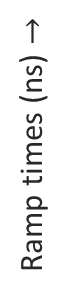 Ramp times (ns) →